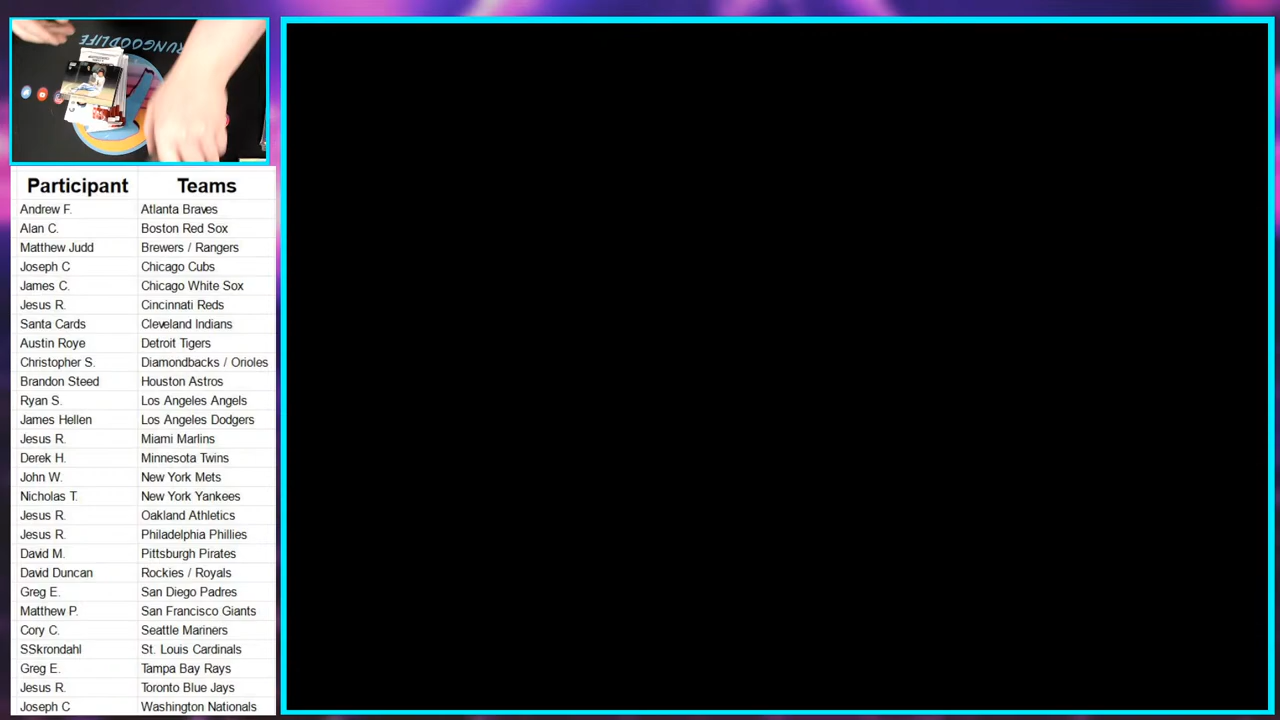 RUNGOODLIFE
Participant Teams
Andrew F. Atlanta Braves
Alan C. Boston Red Sox
Matthew Judd Brewers / Rangers
Joseph C Chicago Cubs
James C. Chicago White Sox
Jesus R. Cincinnati Reds
Santa Cards Cleveland Indians
Austin Roye Detroit Tigers
Christopher S. Diamondbacks / Orioles
Brandon Steed Houston Astros
Ryan S. Los Angeles Angels
James Hellen Los Angeles Dodgers
Jesus R. Miami Marlins
Derek H. Minnesota Twins
John W. New York Mets
Nicholas T. New York Yankees
Jesus R. Oakland Athletics
Jesus R. Philadelphia Phillies
David M. Pittsburgh Pirates
David Duncan Rockies / Royals
Greg E. San Diego Padres
Matthew P. San Francisco Giants
Cory C. Seattle Mariners
SSkrondahl St. Louis Cardinals
Greg E. Tampa Bay Rays
Jesus R. Toronto Blue Jays
Joseph C Washington Nationals